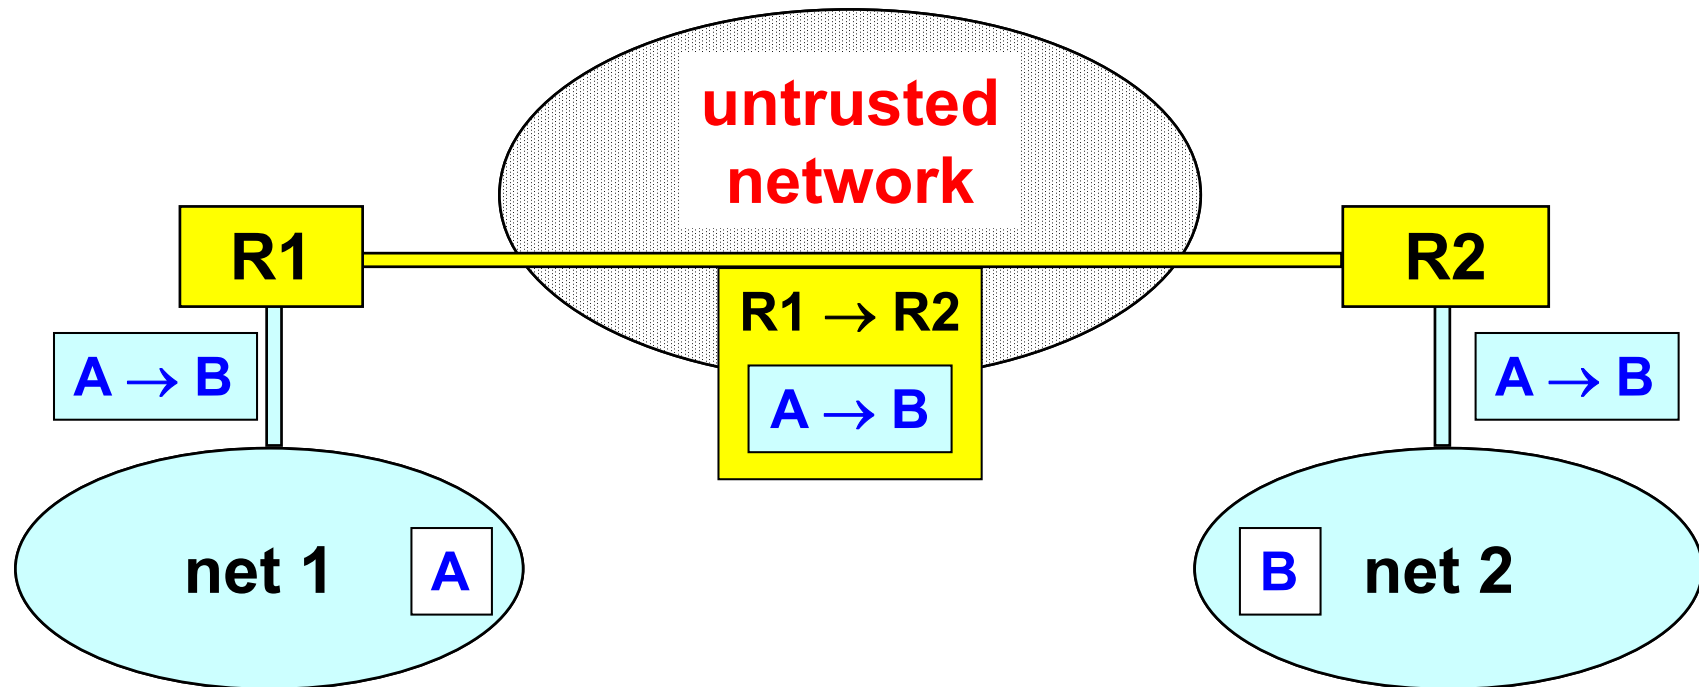 untrusted
network
R1
R2
R1 → R2
A → B
A → B
A → B
net 1
A
B
net 2